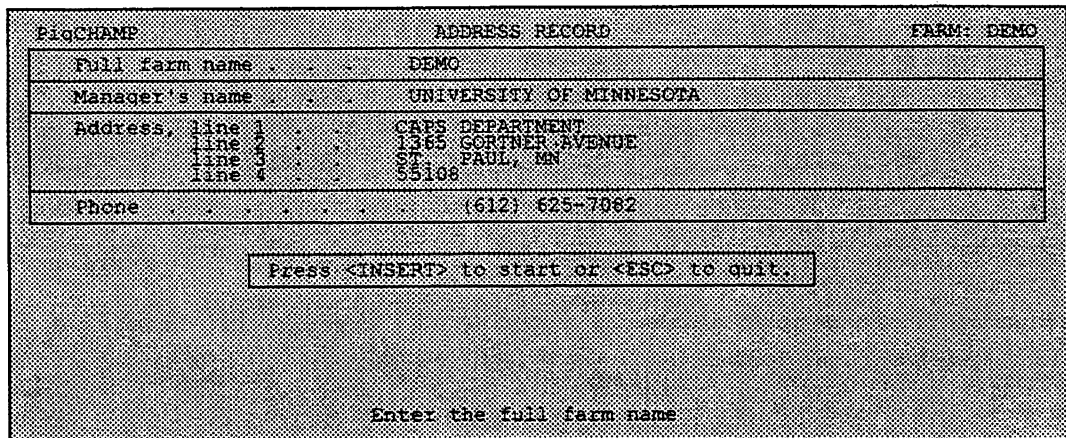 PigCHAMP ADDRESS RECORD FARM: DEMO
Full farm name . . . DEMO
Manager's name . . . UNIVERSITY OF MINNESOTA
Address, line 1 . . CAPS DEPARTMENT
line 2 . . 1365 GORTNER AVENUE
line 3 . . ST. PAUL, MN
line 4 . . 55108
Phone . . . . . . (612) 625-7082
Press <INSERT> to start or <ESC> to quit.
Enter the full farm name